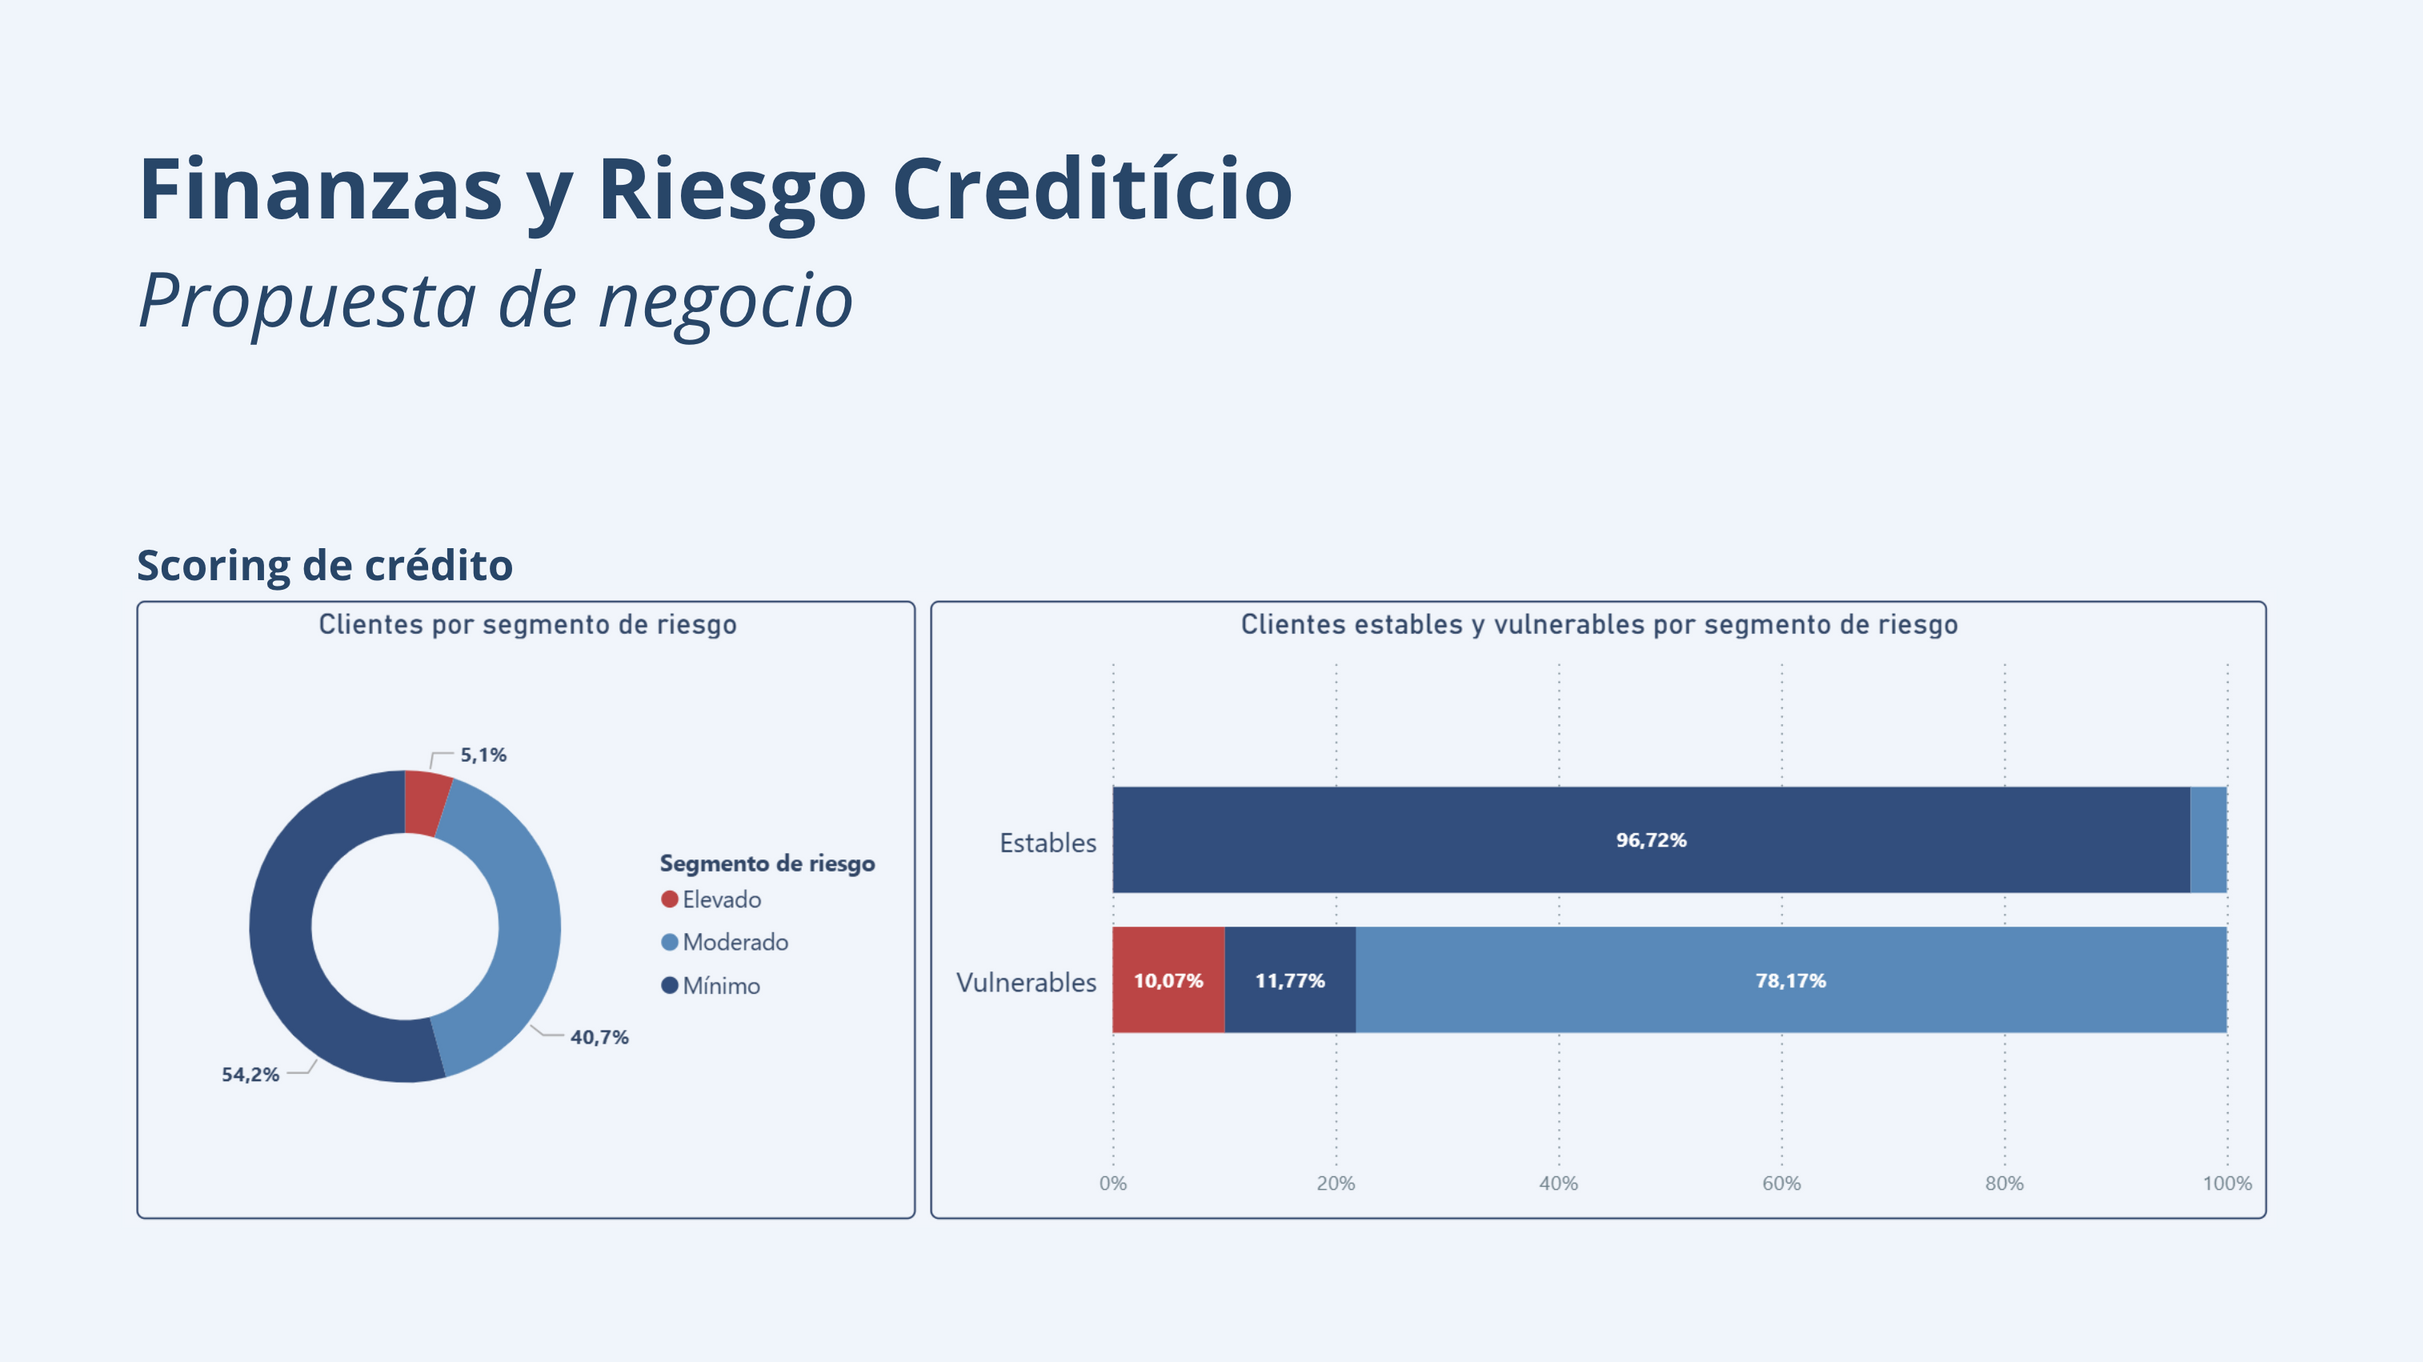 Finanzas y Riesgo Creditício
Propuesta de negocio
Scoring de crédito
Clientes por segmento de riesgo
5,1%
40,7%
54,2%
Segmento de riesgo
Elevado
Moderado
Mínimo
Clientes estables y vulnerables por segmento de riesgo
Estables
96,72%
Vulnerables
10,07% 11,77% 78,17%
0% 20% 40% 60% 80% 100%